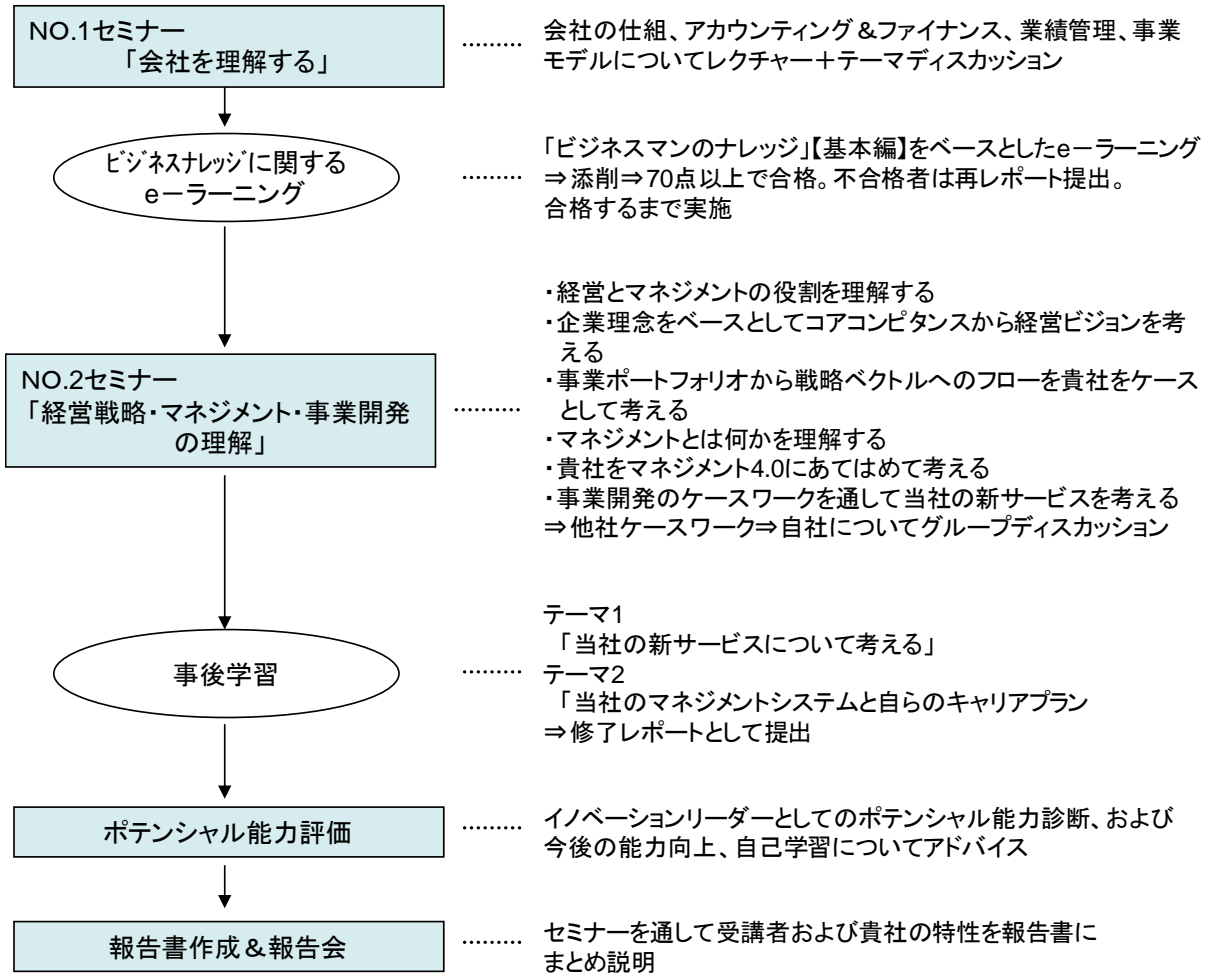 NO.1セミナー
「会社を理解する」
……… 会社の仕組、アカウンティング＆ファイナンス、業績管理、事業
モデルについてレクチャー＋テーマディスカッション
ﾋﾞｼﾞﾈｽﾅﾚｯｼﾞに関する
e－ラーニング
「ビジネスマンのナレッジ」【基本編】をベースとしたe－ラーニング
……… ⇒添削⇒70点以上で合格。不合格者は再レポート提出。
合格するまで実施
NO.2セミナー
「経営戦略・マネジメント・事業開発
の理解」
・経営とマネジメントの役割を理解する
・企業理念をベースとしてコアコンピタンスから経営ビジョンを考
える
・事業ポートフォリオから戦略ベクトルへのフローを貴社をケース
……… として考える
・マネジメントとは何かを理解する
・貴社をマネジメント4.0にあてはめて考える
・事業開発のケースワークを通して当社の新サービスを考える
⇒他社ケースワーク⇒自社についてグループディスカッション
事後学習
テーマ1
「当社の新サービスについて考える」
……… テーマ2
「当社のマネジメントシステムと自らのキャリアプラン
⇒修了レポートとして提出
ポテンシャル能力評価
……… イノベーションリーダーとしてのポテンシャル能力診断、および
今後の能力向上、自己学習についてアドバイス
報告書作成＆報告会
……… セミナーを通して受講者および貴社の特性を報告書に
まとめ説明